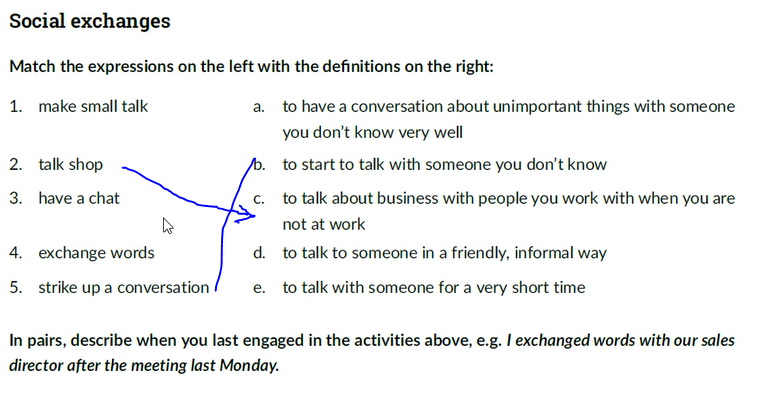 Social exchanges
Match the expressions on the left with the definitions on the right:
1. make small talk
a. to have a conversation about unimportant things with someone
you don't know very well
2. talk shop
b. to start to talk with someone you don't know
3. have a chat
c. to talk about business with people you work with when you are
not at work
4. exchange words
d. to talk to someone in a friendly, informal way
5. strike up a conversation
e. to talk with someone for a very short time
In pairs, describe when you last engaged in the activities above, e.g. I exchanged words with our sales
director after the meeting last Monday.